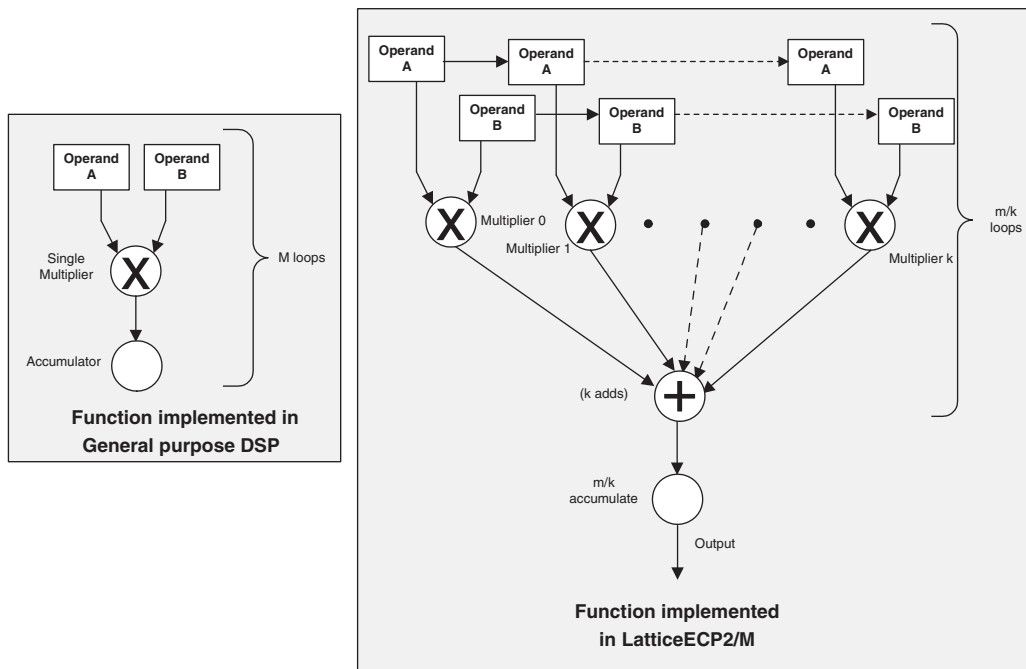 Operand
A
Operand
B
Single
Multiplier
X
M loops
Accumulator
Function implemented in
General purpose DSP
Operand
A
Operand
A
Operand
A
Operand
B
Operand
B
Operand
B
X
Multiplier 0
X
Multiplier 1
X
Multiplier k
m/k
loops
(k adds)
+
m/k
accumulate
Output
Function implemented
in LatticeECP2/M